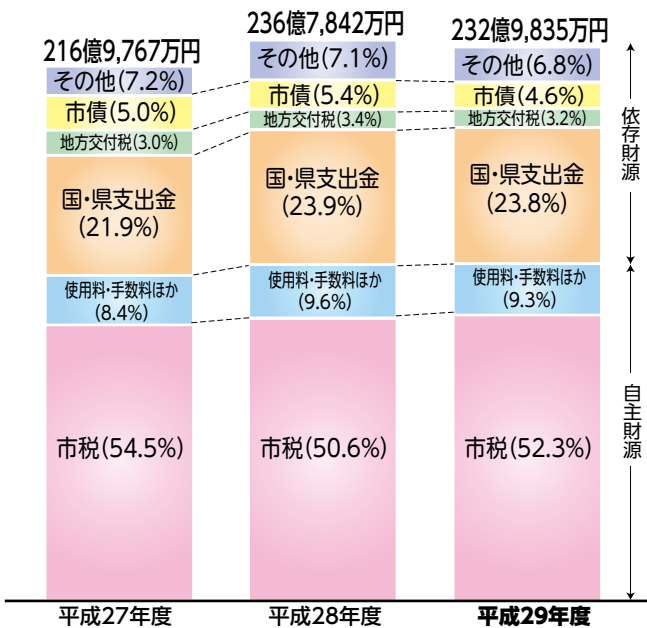 216億9,767万円
その他(7.2%)
市債(5.0%)
地方交付税(3.0%)
国・県支出金
(21.9%)
使用料・手数料ほか
(8.4%)
市税(54.5%)
平成27年度
236億7,842万円
その他(7.1%)
市債(5.4%)
地方交付税(3.4%)
国・県支出金
(23.9%)
使用料・手数料ほか
(9.6%)
市税(50.6%)
平成28年度
232億9,835万円
その他(6.8%)
市債(4.6%)
地方交付税(3.2%)
国・県支出金
(23.8%)
使用料・手数料ほか
(9.3%)
市税(52.3%)
平成29年度
依存財源
自主財源